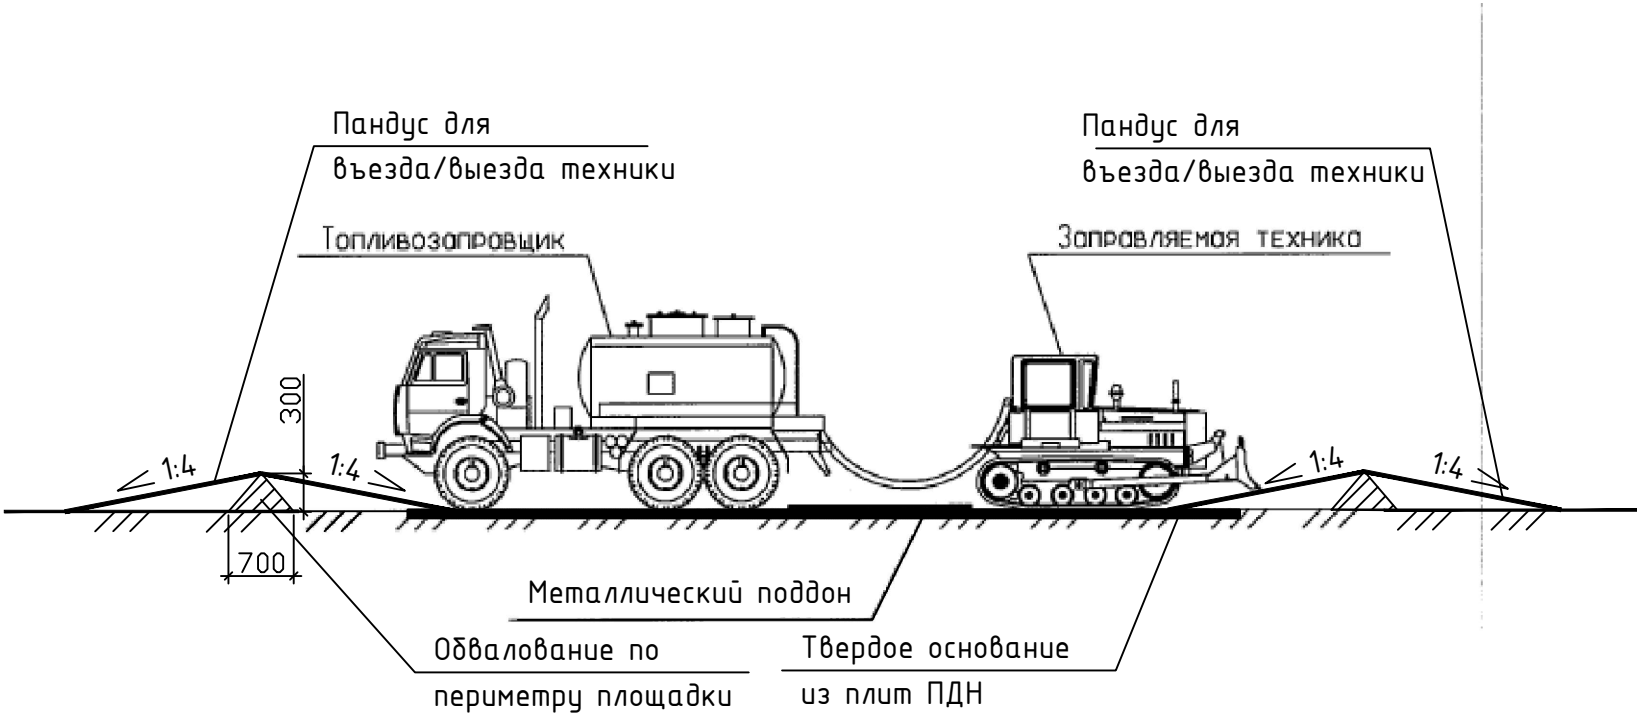 Пандус для
въезда/выезда техники
Пандус для
въезда/выезда техники
Топливозаправщик
Заправляемая техника
300
1:4
1:4
1:4
1:4
700
Металлический поддон
Обвалование по
периметру площадки
Твердое основание
из плит ПДН